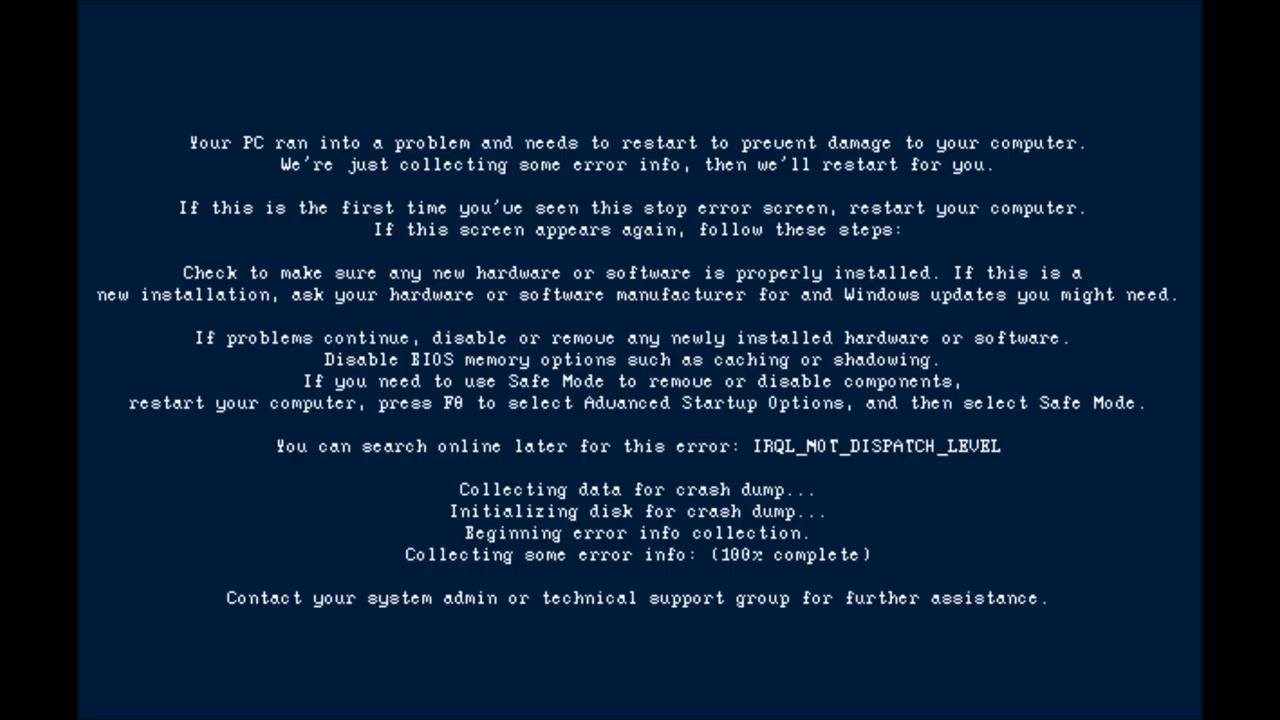 Your PC ran into a problem and needs to restart to prevent damage to your computer.
We're just collecting some error info, then we'll restart for you.
If this is the first time you've seen this stop error screen, restart your computer.
If this screen appears again, follow these steps:
Check to make sure any new hardware or software is properly installed. If this is a
new installation, ask your hardware or software manufacturer for and Windows updates you might need.
If problems continue, disable or remove any newly installed hardware or software.
Disable BIOS memory options such as caching or shadowing.
If you need to use Safe Mode to remove or disable components,
restart your computer, press F8 to select Advanced Startup Options, and then select Safe Mode.
You can search online later for this error: IRQL_NOT_DISPATCH_LEVEL
Collecting data for crash dump...
Initializing disk for crash dump...
Beginning error info collection.
Collecting some error info: (100% complete)
Contact your system admin or technical support group for further assistance.